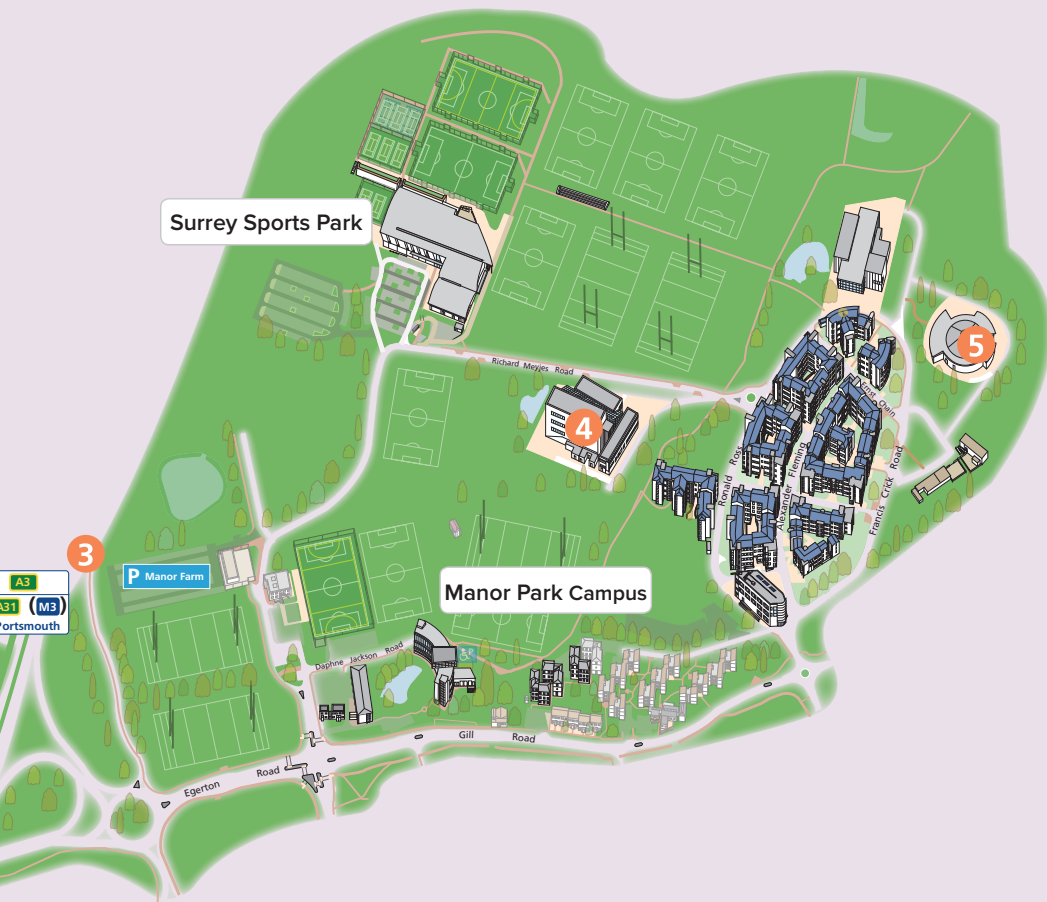 Surrey Sports Park
Richard Meyjes Road
5
4
Ernst Chain
Ronald Ross
Alexander Fleming
Francis Crick Road
3
P Manor Farm
A3
A31 (M3)
Portsmouth
Manor Park Campus
Daphne Jackson Road
P
Gill Road
Egerton Road